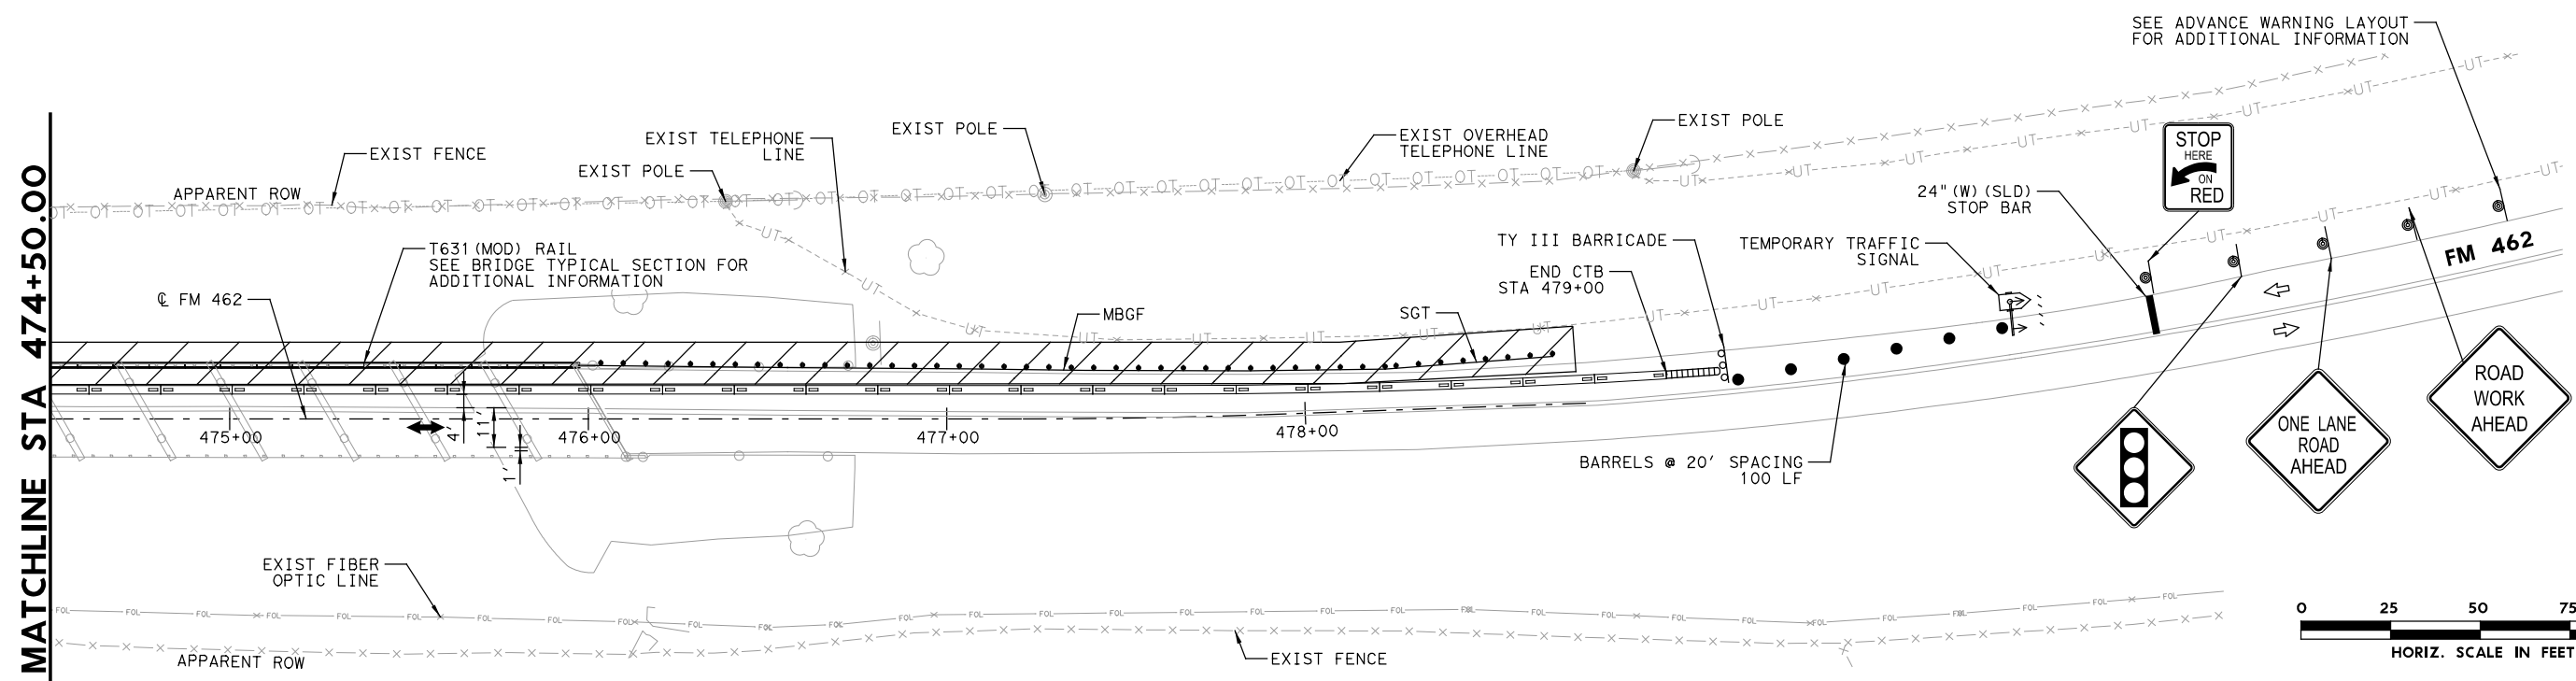 MATCHLINE STA 474+50.00
SEE ADVANCE WARNING LAYOUT
FOR ADDITIONAL INFORMATION
EXIST POLE
EXIST POLE
EXIST TELEPHONE
LINE
EXIST OVERHEAD
TELEPHONE LINE
EXIST FENCE
EXIST POLE
APPARENT ROW
STOP
HERE
ON
RED
24"(W)(SLD)
STOP BAR
T631(MOD) RAIL
SEE BRIDGE TYPICAL SECTION FOR
ADDITIONAL INFORMATION
TY III BARRICADE
TEMPORARY TRAFFIC
SIGNAL
FM 462
END CTB
STA 479+00
℄ FM 462
MBGF
SGT
475+00
476+00
477+00
478+00
4'
11'
1'
BARRELS @ 20' SPACING
100 LF
ONE LANE
ROAD
AHEAD
ROAD
WORK
AHEAD
EXIST FIBER
OPTIC LINE
APPARENT ROW
EXIST FENCE
0 25 50 75
HORIZ. SCALE IN FEET